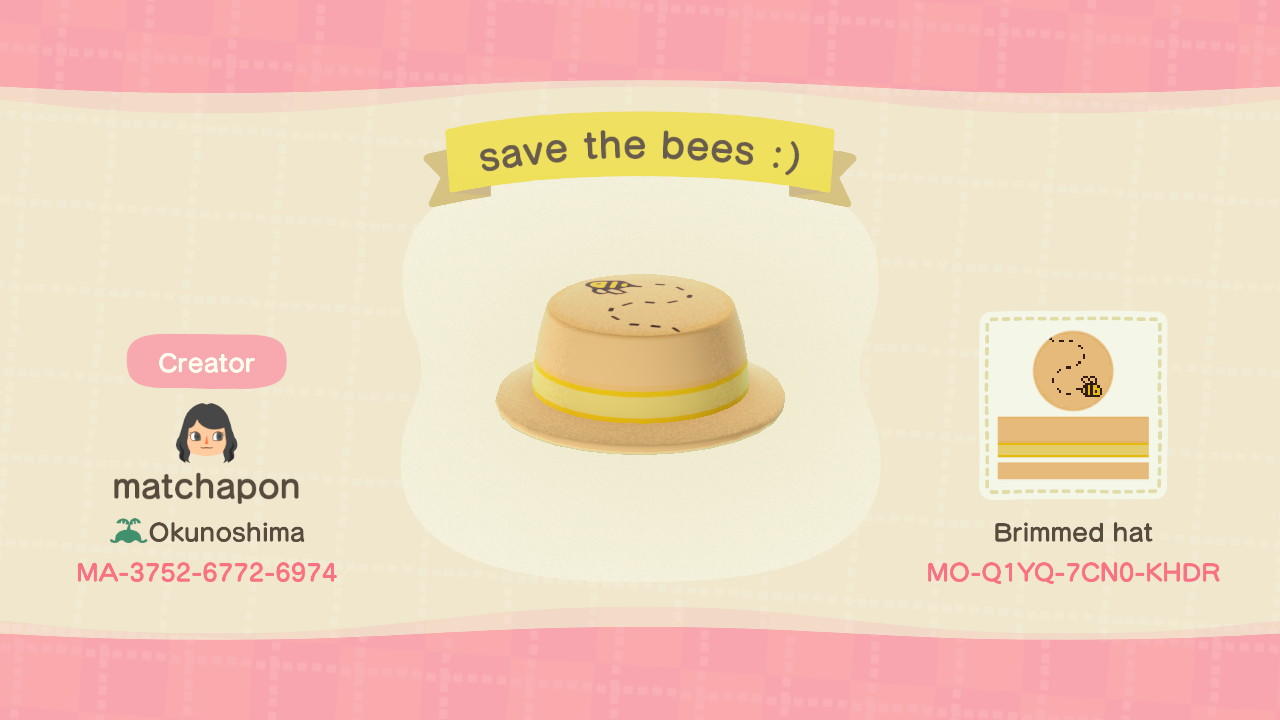 save the bees :)
Creator
matchapon
Okunoshima
MA-3752-6772-6974
Brimmed hat
MO-Q1YQ-7CN0-KHDR